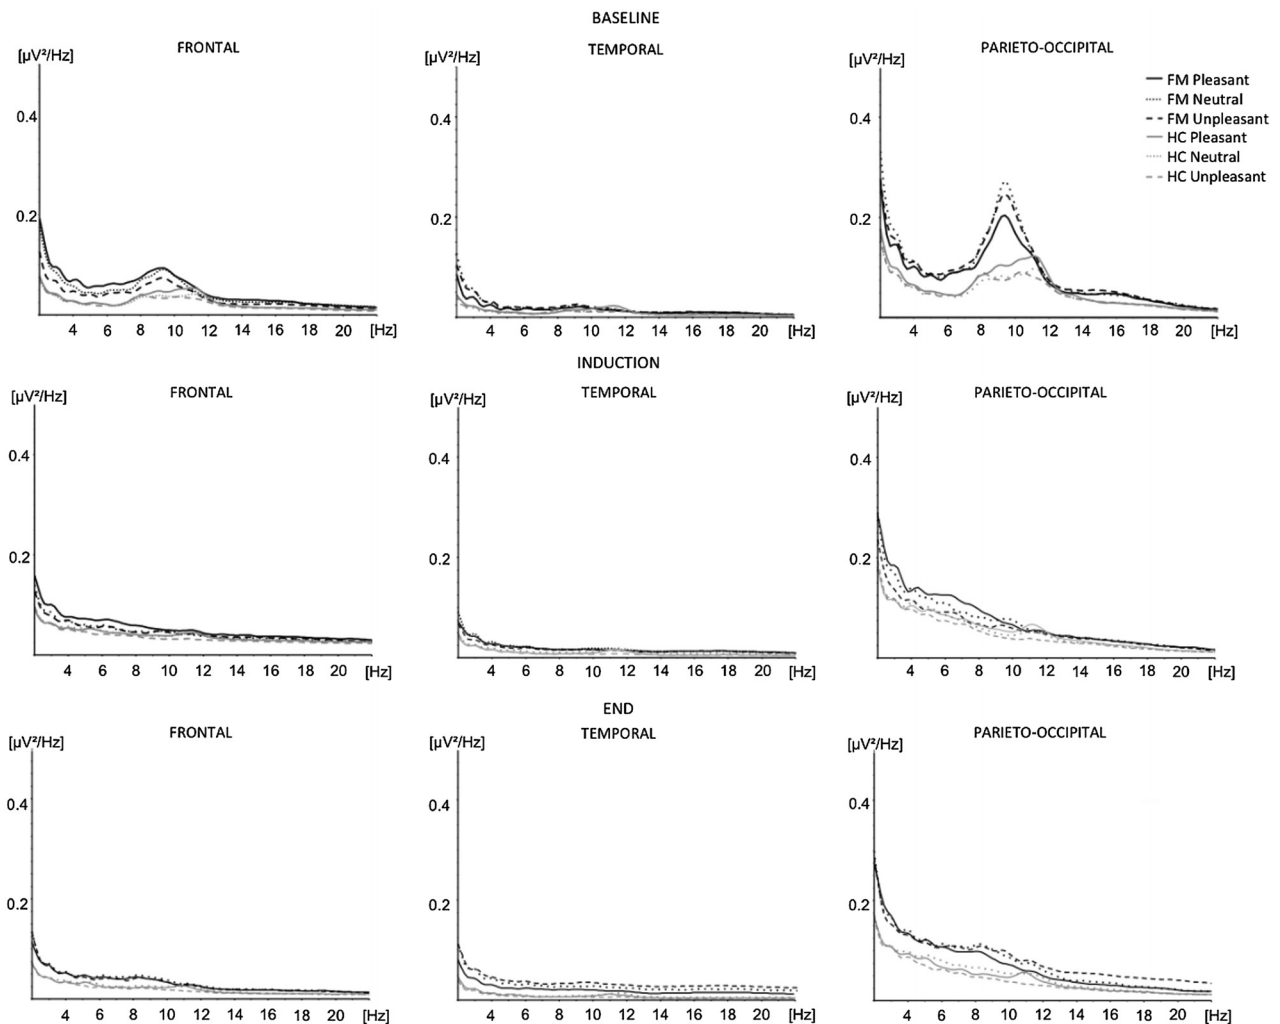 BASELINE
FRONTAL
TEMPORAL
PARIETO-OCCIPITAL
[µV²/Hz]
[µV²/Hz]
[µV²/Hz]
FM Pleasant
FM Neutral
FM Unpleasant
HC Pleasant
HC Neutral
HC Unpleasant
0.4
0.4
0.4
0.2
0.2
0.2
4 6 8 10 12 14 16 18 20 [Hz]
4 6 8 10 12 14 16 18 20 [Hz]
4 6 8 10 12 14 16 18 20 [Hz]
INDUCTION
FRONTAL
TEMPORAL
PARIETO-OCCIPITAL
[µV²/Hz]
[µV²/Hz]
[µV²/Hz]
0.4
0.4
0.4
0.2
0.2
0.2
4 6 8 10 12 14 16 18 20 [Hz]
4 6 8 10 12 14 16 18 20 [Hz]
4 6 8 10 12 14 16 18 20 [Hz]
END
FRONTAL
TEMPORAL
PARIETO-OCCIPITAL
[µV²/Hz]
[µV²/Hz]
[µV²/Hz]
0.4
0.4
0.4
0.2
0.2
0.2
4 6 8 10 12 14 16 18 20 [Hz]
4 6 8 10 12 14 16 18 20 [Hz]
4 6 8 10 12 14 16 18 20 [Hz]